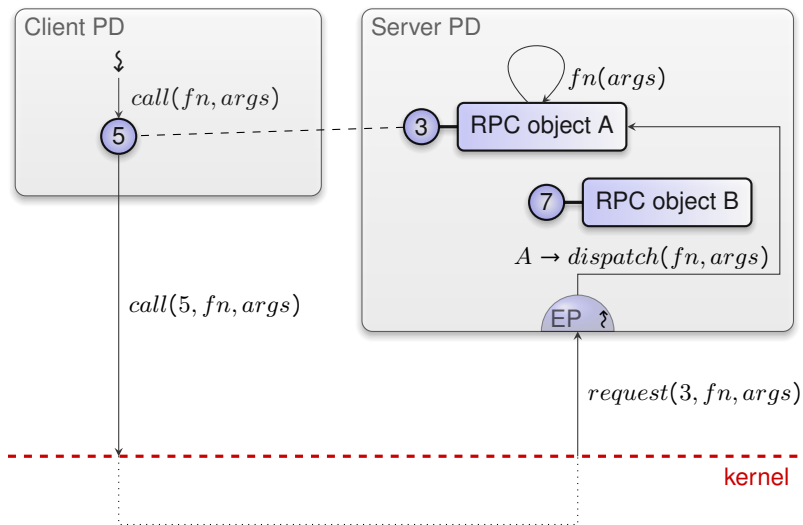 Client PD
call(fn, args)
5
call(5, fn, args)
Server PD
fn(args)
3
RPC object A
7
RPC object B
A → dispatch(fn, args)
EP
request(3, fn, args)
kernel